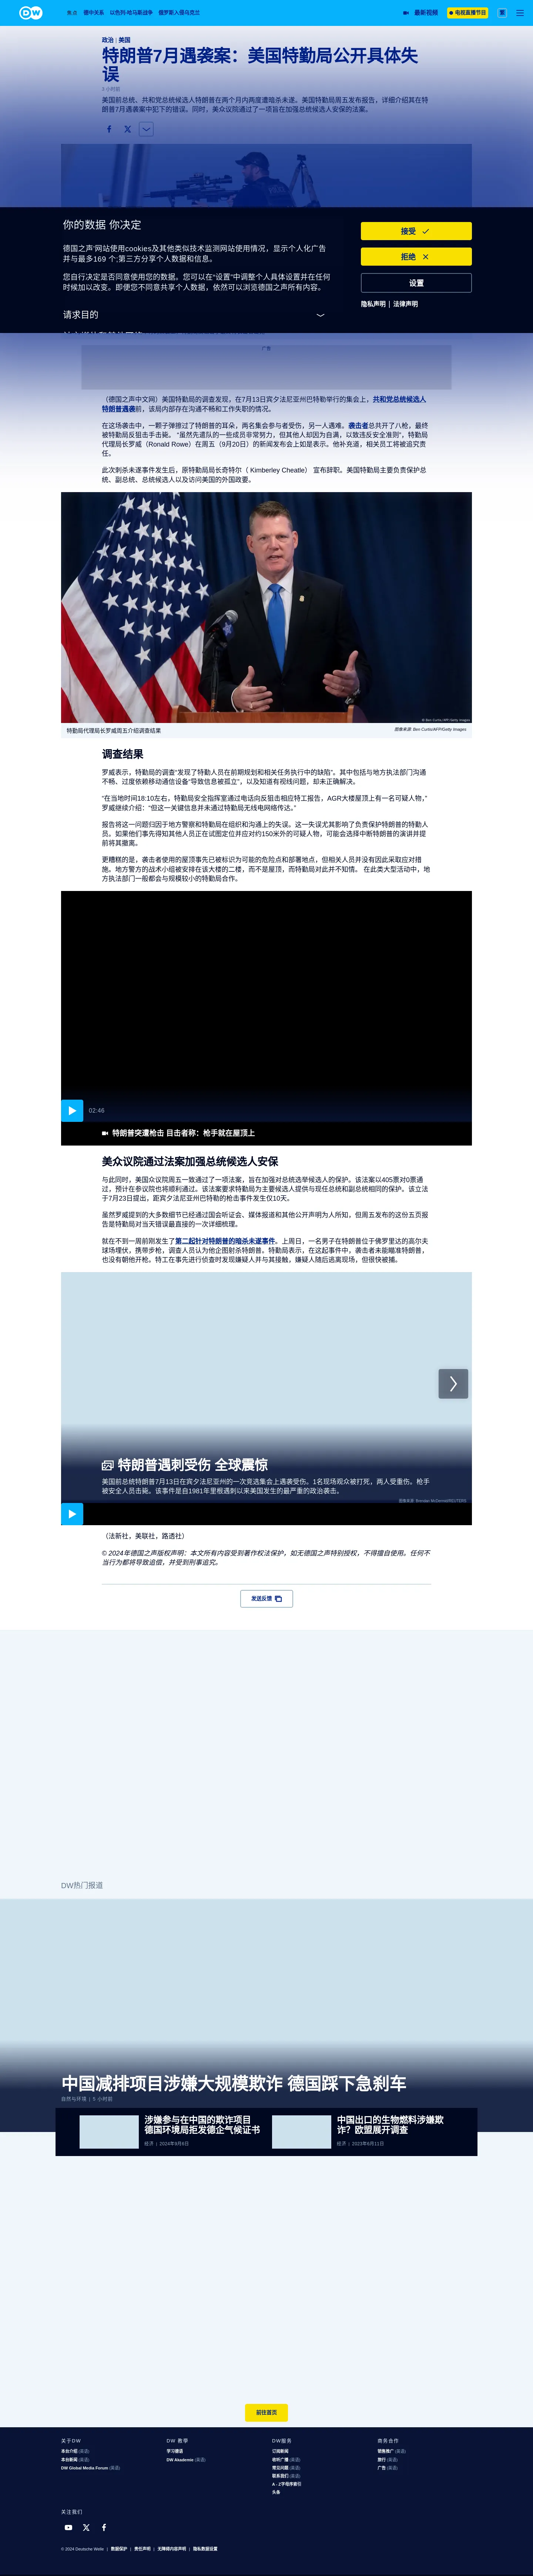 DW
焦点
德中关系
以色列-哈马斯战争
俄罗斯入侵乌克兰
最新视频
电视直播节目
繁
政治
美国
特朗普7月遇袭案：美国特勤局公开具体失
误
3 小时前
美国前总统、共和党总统候选人特朗普在两个月内两度遭暗杀未遂。美国特勤局周五发布报告，详细介绍其在特
朗普7月遇袭案中犯下的错误。同时，美众议院通过了一项旨在加强总统候选人安保的法案。
你的数据 你决定
德国之声网站使用cookies及其他类似技术监测网站使用情况，显示个人化广告
并与最多169 个;第三方分享个人数据和信息。
您自行决定是否同意使用您的数据。您可以在“设置”中调整个人具体设置并在任何
时候加以改变。即便您不同意共享个人数据，依然可以浏览德国之声所有内容。
请求目的
接受
拒绝
设置
隐私声明 | 法律声明
广告
（德国之声中文网）美国特勤局的调查发现，在7月13日宾夕法尼亚州巴特勒举行的集会上，共和党总统候选人
特朗普遇袭前，该局内部存在沟通不畅和工作失职的情况。
在这场袭击中，一颗子弹擦过了特朗普的耳朵，两名集会参与者受伤，另一人遇难。袭击者总共开了八枪，最终
被特勤局反狙击手击毙。 “虽然先遣队的一些成员非常努力，但其他人却因为自满，以致违反安全准则”，特勤局
代理局长罗威（Ronald Rowe）在周五（9月20日）的新闻发布会上如是表示。他补充道，相关员工将被追究责
任。
此次刺杀未遂事件发生后，原特勤局局长奇特尔（ Kimberley Cheatle） 宣布辞职。美国特勤局主要负责保护总
统、副总统、总统候选人以及访问美国的外国政要。
© Ben Curtis /AFP/Getty Images
特勤局代理局长罗威周五介绍调查结果
图像来源: Ben Curtis/AFP/Getty Images
调查结果
罗威表示，特勤局的调查“发现了特勤人员在前期规划和相关任务执行中的缺陷”。其中包括与地方执法部门沟通
不畅、过度依赖移动通信设备“导致信息被孤立”，以及知道有视线问题，却未正确解决。
“在当地时间18:10左右，特勤局安全指挥室通过电话向反狙击相应特工报告，AGR大楼屋顶上有一名可疑人物，”
罗威继续介绍：“但这一关键信息并未通过特勤局无线电网络传达。”
报告将这一问题归因于地方警察和特勤局在组织和沟通上的失误。这一失误尤其影响了负责保护特朗普的特勤人
员。如果他们事先得知其他人员正在试图定位并应对约150米外的可疑人物，可能会选择中断特朗普的演讲并提
前将其撤离。
更糟糕的是，袭击者使用的屋顶事先已被标识为可能的危险点和部署地点，但相关人员并没有因此采取应对措
施。地方警方的战术小组被安排在该大楼的二楼，而不是屋顶，而特勤局对此并不知情。 在此类大型活动中，地
方执法部门一般都会与规模较小的特勤局合作。
02:46
特朗普突遭枪击 目击者称：枪手就在屋顶上
美众议院通过法案加强总统候选人安保
与此同时，美国众议院周五一致通过了一项法案，旨在加强对总统选举候选人的保护。该法案以405票对0票通
过，预计在参议院也将顺利通过。该法案要求特勤局为主要候选人提供与现任总统和副总统相同的保护。该立法
于7月23日提出，距宾夕法尼亚州巴特勒的枪击事件发生仅10天。
虽然罗威提到的大多数细节已经通过国会听证会、媒体报道和其他公开声明为人所知，但周五发布的这份五页报
告是特勤局对当天错误最直接的一次详细梳理。
就在不到一周前刚发生了第二起针对特朗普的暗杀未遂事件。上周日，一名男子在特朗普位于佛罗里达的高尔夫
球场埋伏，携带步枪，调查人员认为他企图射杀特朗普。特勤局表示，在这起事件中，袭击者未能瞄准特朗普，
也没有朝他开枪。特工在事先进行侦查时发现嫌疑人并与其接触，嫌疑人随后逃离现场，但很快被捕。
特朗普遇刺受伤 全球震惊
美国前总统特朗普7月13日在宾夕法尼亚州的一次竞选集会上遇袭受伤。1名现场观众被打死，两人受重伤。枪手
被安全人员击毙。该事件是自1981年里根遇刺以来美国发生的最严重的政治袭击。
图像来源: Brendan McDermid/REUTERS
（法新社，美联社，路透社）
© 2024年德国之声版权声明：本文所有内容受到著作权法保护，如无德国之声特别授权，不得擅自使用。任何不
当行为都将导致追偿，并受到刑事追究。
发送反馈
DW热门报道
中国减排项目涉嫌大规模欺诈 德国踩下急刹车
自然与环境 | 5 小时前
涉嫌参与在中国的欺诈项目
德国环境局拒发德企气候证书
经济 | 2024年9月6日
中国出口的生物燃料涉嫌欺
诈？欧盟展开调查
经济 | 2023年6月11日
前往首页
关于DW
本台介绍 (英语)
本台新闻 (英语)
DW Global Media Forum (英语)
DW 教学
学习德语
DW Akademie (英语)
DW服务
订阅新闻
收听广播 (英语)
常见问题 (英语)
联系我们 (英语)
A - Z字母序索引
头条
商务合作
销售推广 (英语)
旅行 (英语)
广告 (英语)
关注我们
© 2024 Deutsche Welle | 数据保护 | 责任声明 | 无障碍内容声明 | 隐私数据设置